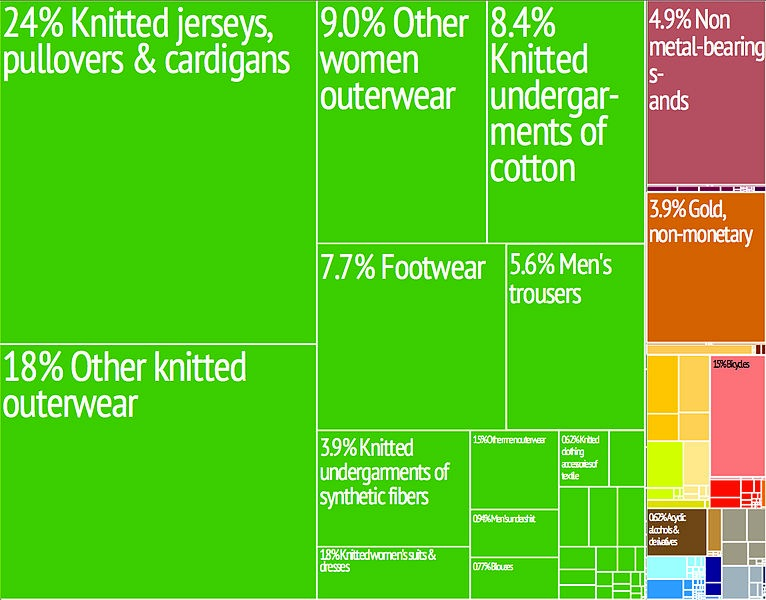 24% Knitted jerseys,
pullovers & cardigans
18% Other knitted
outerwear
9.0% Other
women
outerwear
8.4%
Knitted
undergar-
ments of
cotton
7.7% Footwear
5.6% Men's
trousers
3.9% Knitted
undergarments of
synthetic fibers
1.8% Knitted women's suits &
dresses
1.5% Other men outerwear
0.94% Men's undershirt
0.77% Blouses
0.62% Knitted
clothing
accessories of
textile
4.9% Non
metal-bearing
s-
ands
3.9% Gold,
non-monetary
1.5% Bicycles
0.62% Acyclic
alcohols &
derivatives